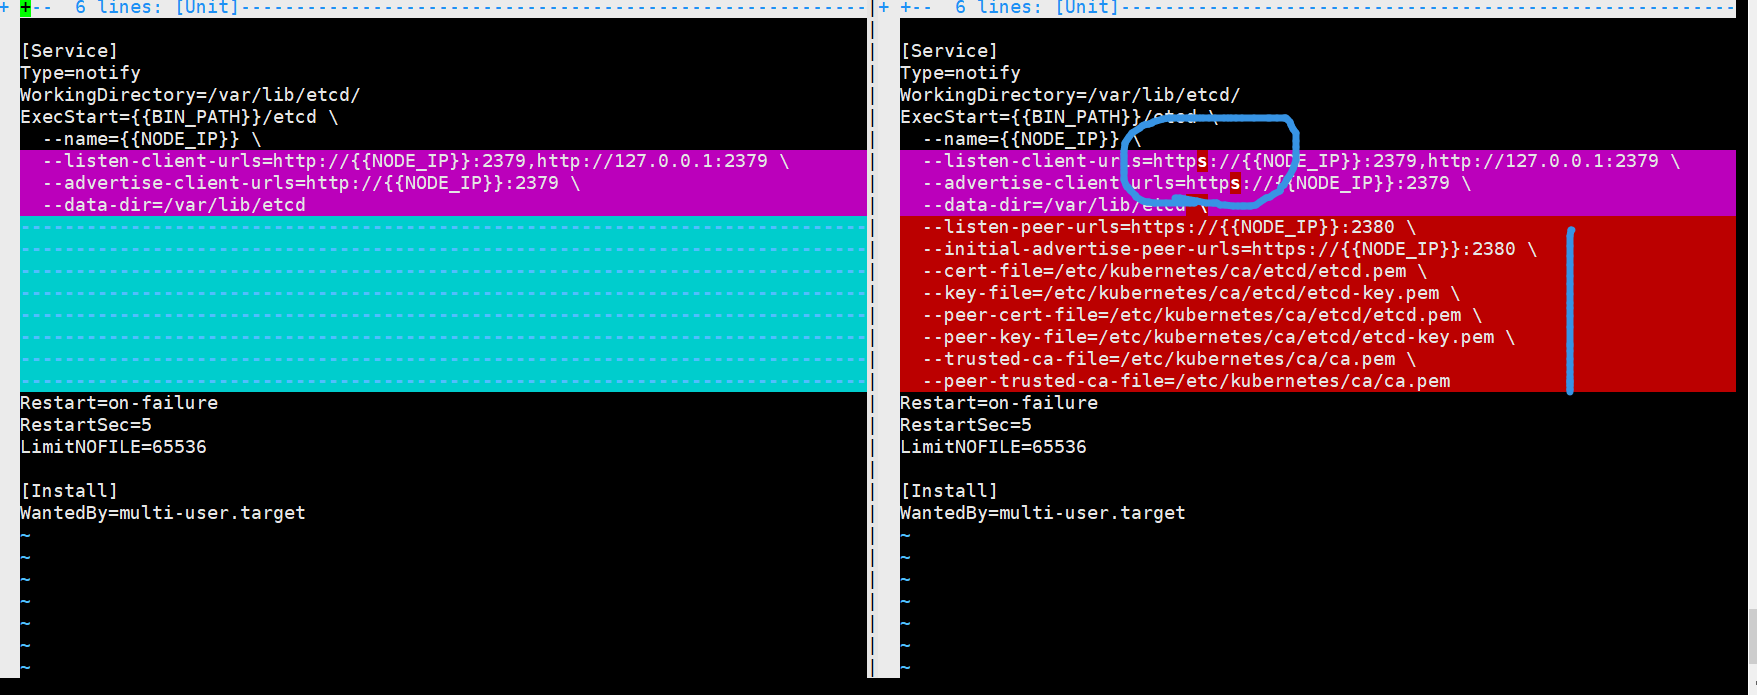 + +-- 6 lines: [Unit]---------------------------------------------------------
[Service]
Type=notify
WorkingDirectory=/var/lib/etcd/
ExecStart={{BIN_PATH}}/etcd \
--name={{NODE_IP}} \
--listen-client-urls=http://{{NODE_IP}}:2379,http://127.0.0.1:2379 \
--advertise-client-urls=http://{{NODE_IP}}:2379 \
--data-dir=/var/lib/etcd
Restart=on-failure
RestartSec=5
LimitNOFILE=65536
[Install]
WantedBy=multi-user.target
~
~
~
~
~
~
~
+ +-- 6 lines: [Unit]--------------------------------------------------------
[Service]
Type=notify
WorkingDirectory=/var/lib/etcd/
ExecStart={{BIN_PATH}}/etcd \
--name={{NODE_IP}} \
--listen-client-urls=https://{{NODE_IP}}:2379,http://127.0.0.1:2379 \
--advertise-client-urls=https://{{NODE_IP}}:2379 \
--data-dir=/var/lib/etcd \
--listen-peer-urls=https://{{NODE_IP}}:2380 \
--initial-advertise-peer-urls=https://{{NODE_IP}}:2380 \
--cert-file=/etc/kubernetes/ca/etcd/etcd.pem \
--key-file=/etc/kubernetes/ca/etcd/etcd-key.pem \
--peer-cert-file=/etc/kubernetes/ca/etcd/etcd.pem \
--peer-key-file=/etc/kubernetes/ca/etcd/etcd-key.pem \
--trusted-ca-file=/etc/kubernetes/ca/ca.pem \
--peer-trusted-ca-file=/etc/kubernetes/ca/ca.pem
Restart=on-failure
RestartSec=5
LimitNOFILE=65536
[Install]
WantedBy=multi-user.target
~
~
~
~
~
~
~